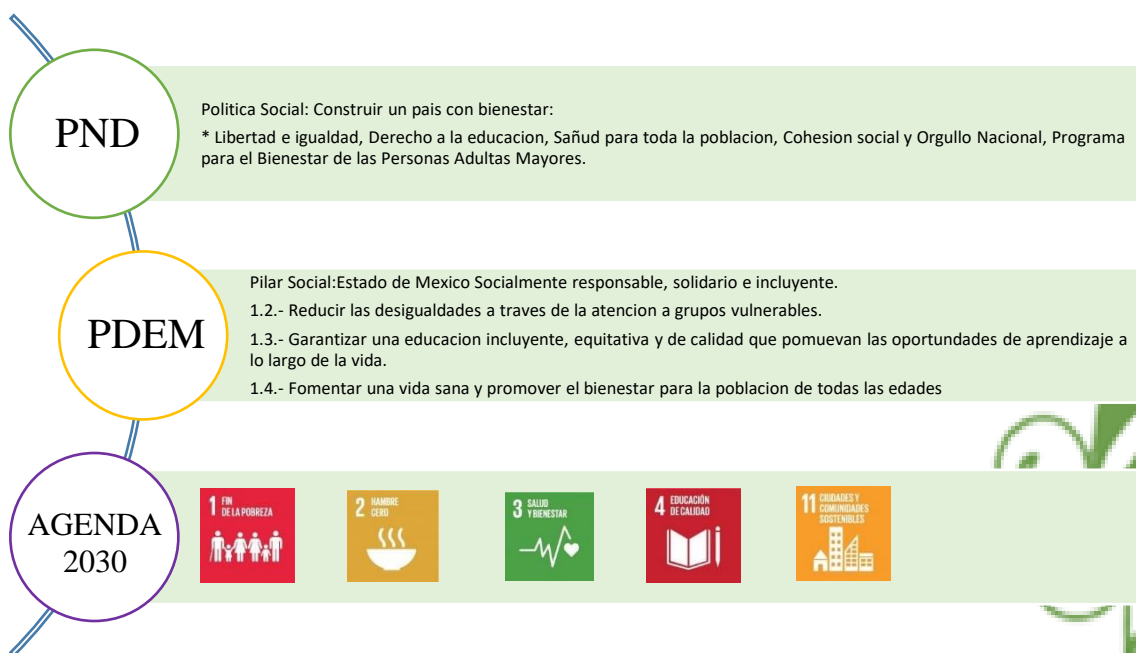 PND
Politica Social: Construir un pais con bienestar:
* Libertad e igualdad, Derecho a la educacion, Sañud para toda la poblacion, Cohesion social y Orgullo Nacional, Programa
para el Bienestar de las Personas Adultas Mayores.
PDEM
Pilar Social:Estado de Mexico Socialmente responsable, solidario e incluyente.
1.2.- Reducir las desigualdades a traves de la atencion a grupos vulnerables.
1.3.- Garantizar una educacion incluyente, equitativa y de calidad que pomuevan las oportundades de aprendizaje a
lo largo de la vida.
1.4.- Fomentar una vida sana y promover el bienestar para la poblacion de todas las edades
AGENDA
2030
1 FIN
DE LA POBREZA
2 HAMBRE
CERO
3 SALUD
Y BIENESTAR
4 EDUCACIÓN
DE CALIDAD
11 CIUDADES Y
COMUNIDADES
SOSTENIBLES